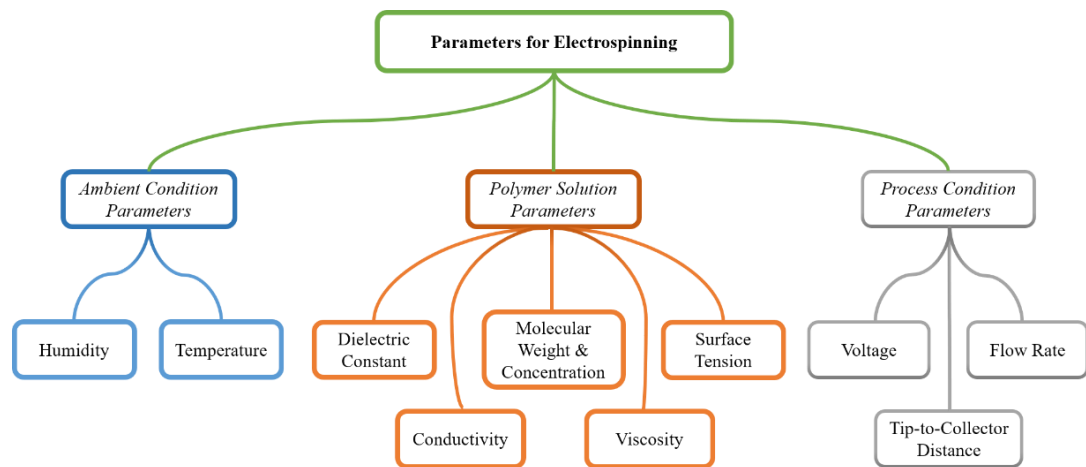 Parameters for Electrospinning
Ambient Condition
Parameters
Polymer Solution
Parameters
Process Condition
Parameters
Humidity
Temperature
Dielectric
Constant
Molecular
Weight &
Concentration
Surface
Tension
Voltage
Flow Rate
Conductivity
Viscosity
Tip-to-Collector
Distance